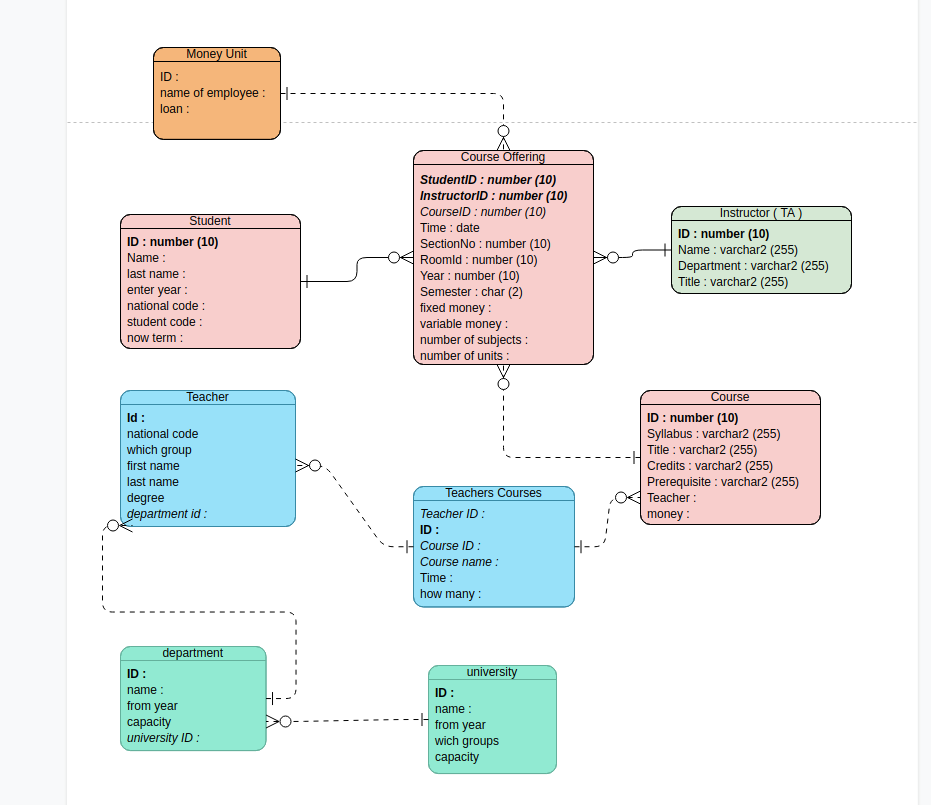 Money Unit
ID :
name of employee :
loan :
Course Offering
StudentID : number (10)
InstructorID : number (10)
CourseID : number (10)
Time : date
SectionNo : number (10)
RoomId : number (10)
Year : number (10)
Semester : char (2)
fixed money :
variable money :
number of subjects :
number of units :
Student
ID : number (10)
Name :
last name :
enter year :
national code :
student code :
now term :
Instructor ( TA )
ID : number (10)
Name : varchar2 (255)
Department : varchar2 (255)
Title : varchar2 (255)
Teacher
Id :
national code
which group
first name
last name
degree
department id :
Teachers Courses
Teacher ID :
ID :
Course ID :
Course name :
Time :
how many :
Course
ID : number (10)
Syllabus : varchar2 (255)
Title : varchar2 (255)
Credits : varchar2 (255)
Prerequisite : varchar2 (255)
Teacher :
money :
department
ID :
name :
from year
capacity
university ID :
university
ID :
name :
from year
wich groups
capacity